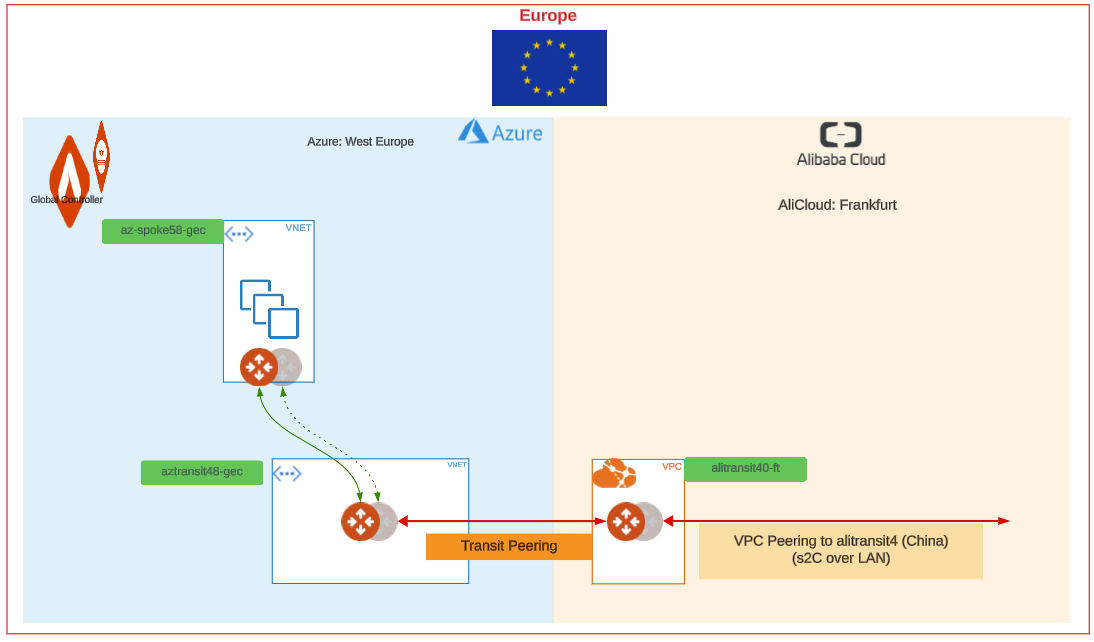 Europe
Azure
Azure: West Europe
Alibaba Cloud
AliCloud: Frankfurt
Global Controller
az-spoke58-gec
VNET
aztransit48-gec
VNET
VPC
alitransit40-ft
Transit Peering
VPC Peering to alitransit4 (China)
(s2C over LAN)